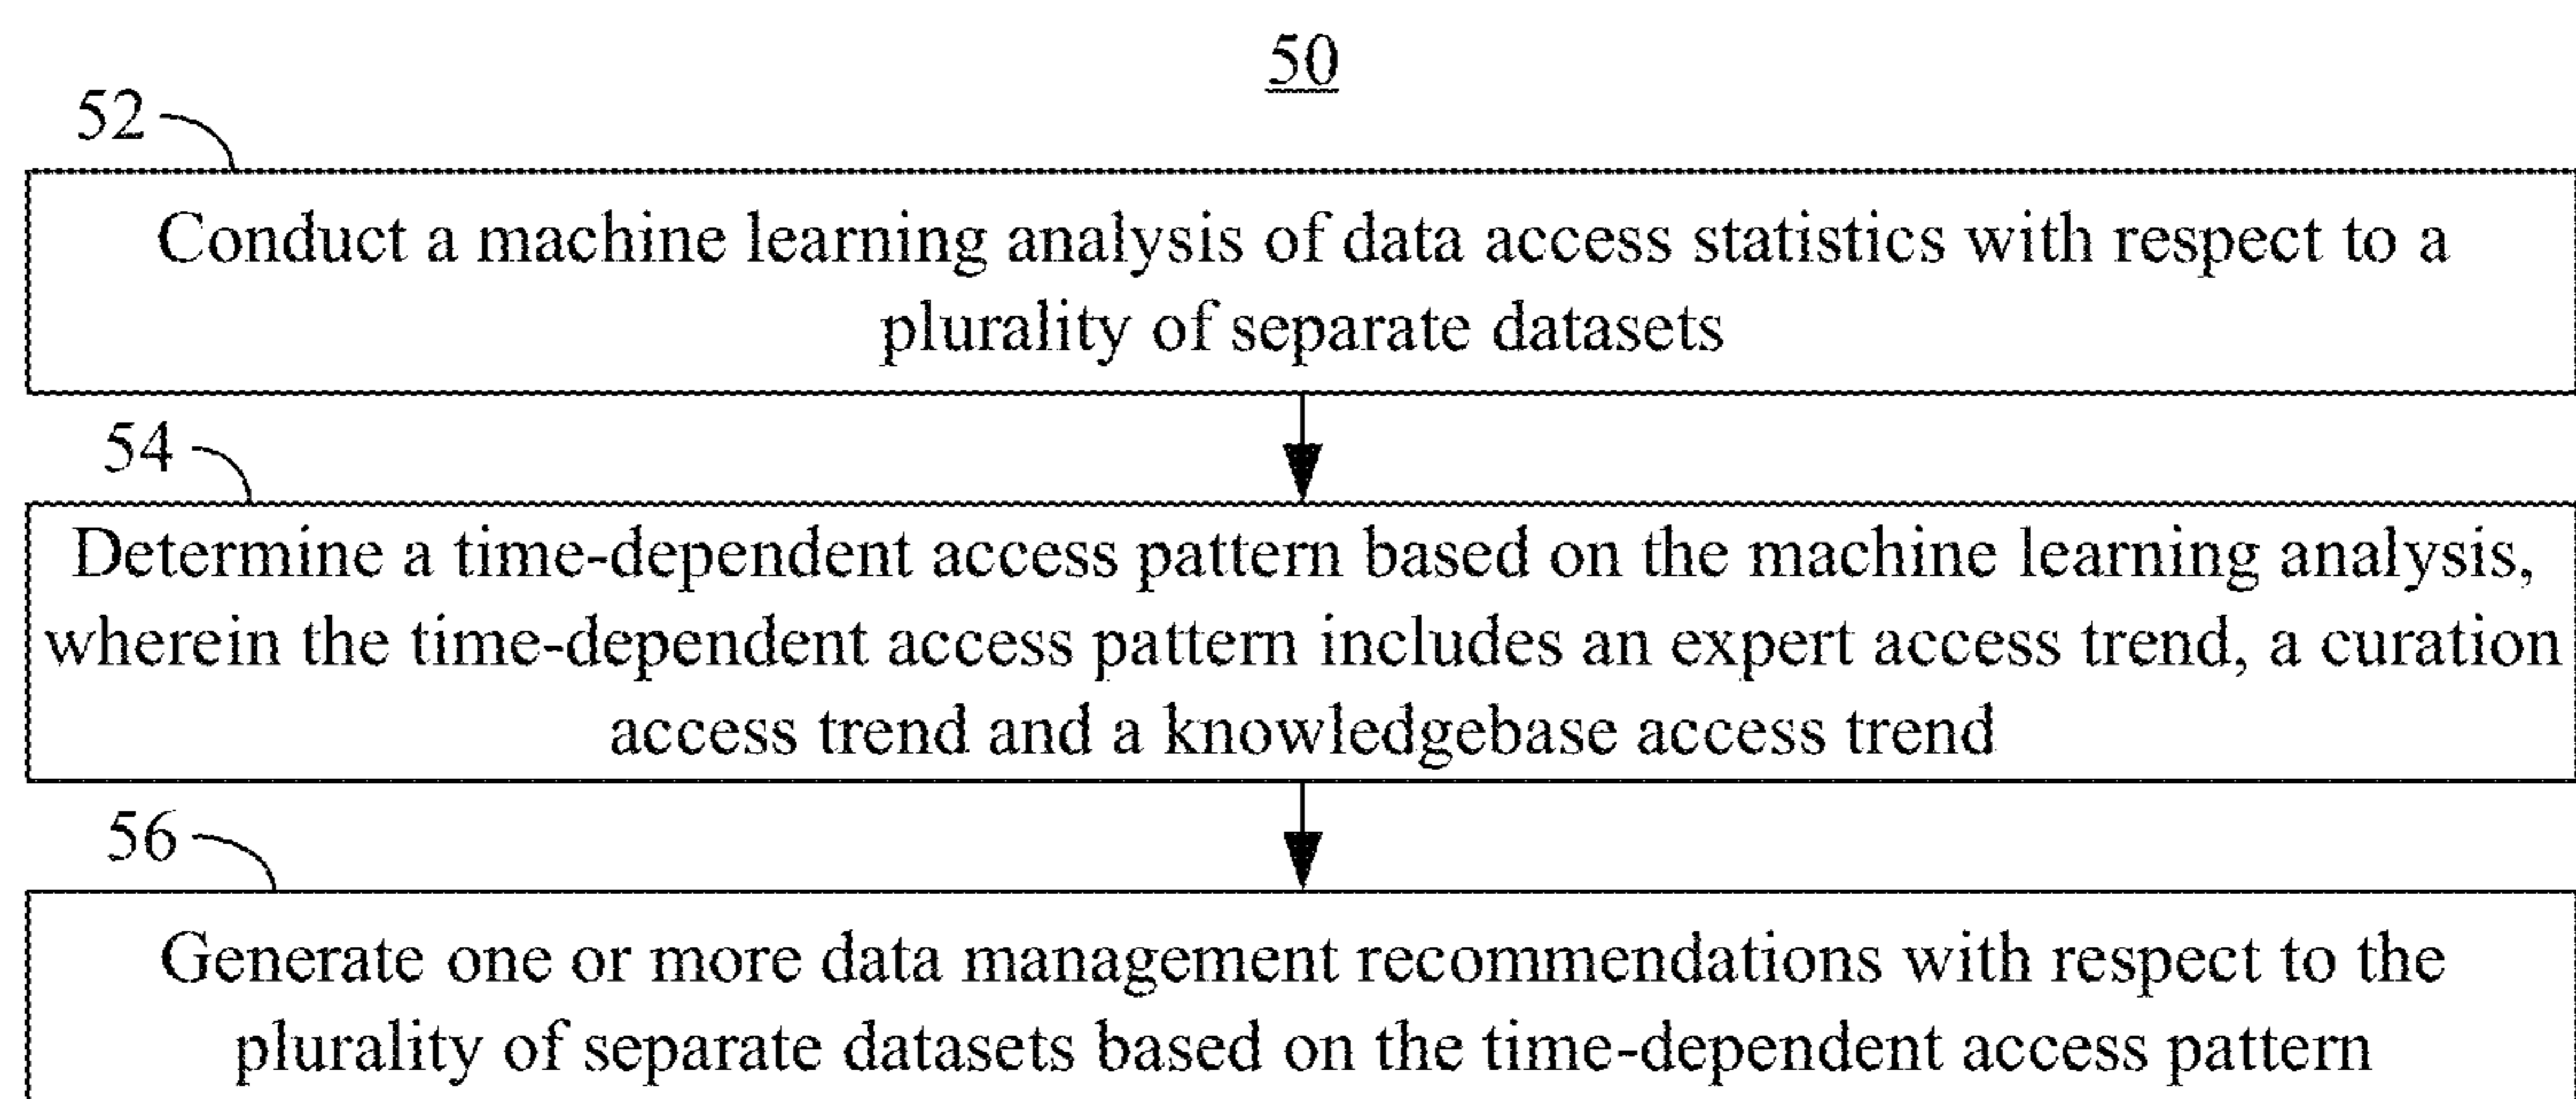 50
52
Conduct a machine learning analysis of data access statistics with respect to a
plurality of separate datasets
54
Determine a time-dependent access pattern based on the machine learning analysis,
wherein the time-dependent access pattern includes an expert access trend, a curation
access trend and a knowledgebase access trend
56
Generate one or more data management recommendations with respect to the
plurality of separate datasets based on the time-dependent access pattern